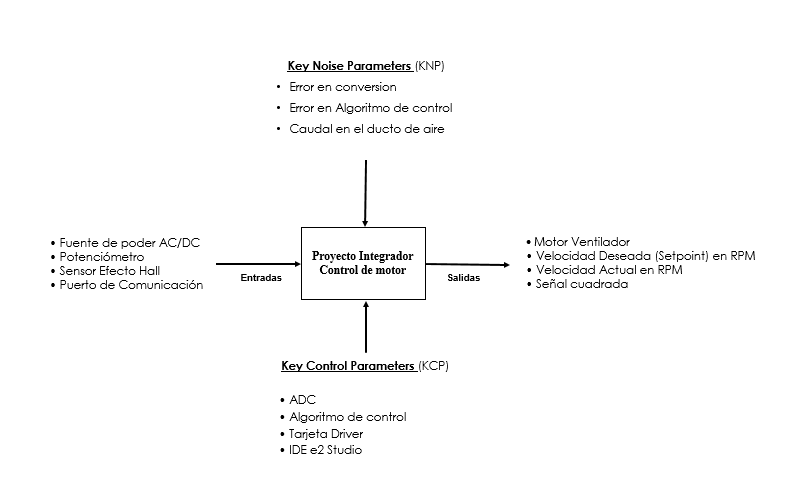 Key Noise Parameters (KNP)
• Error en conversion
• Error en Algoritmo de control
• Caudal en el ducto de aire
• Fuente de poder AC/DC
• Potenciómetro
• Sensor Efecto Hall
• Puerto de Comunicación
Entradas
Proyecto Integrador
Control de motor
Salidas
• Motor Ventilador
• Velocidad Deseada (Setpoint) en RPM
• Velocidad Actual en RPM
• Señal cuadrada
Key Control Parameters (KCP)
• ADC
• Algoritmo de control
• Tarjeta Driver
• IDE e2 Studio